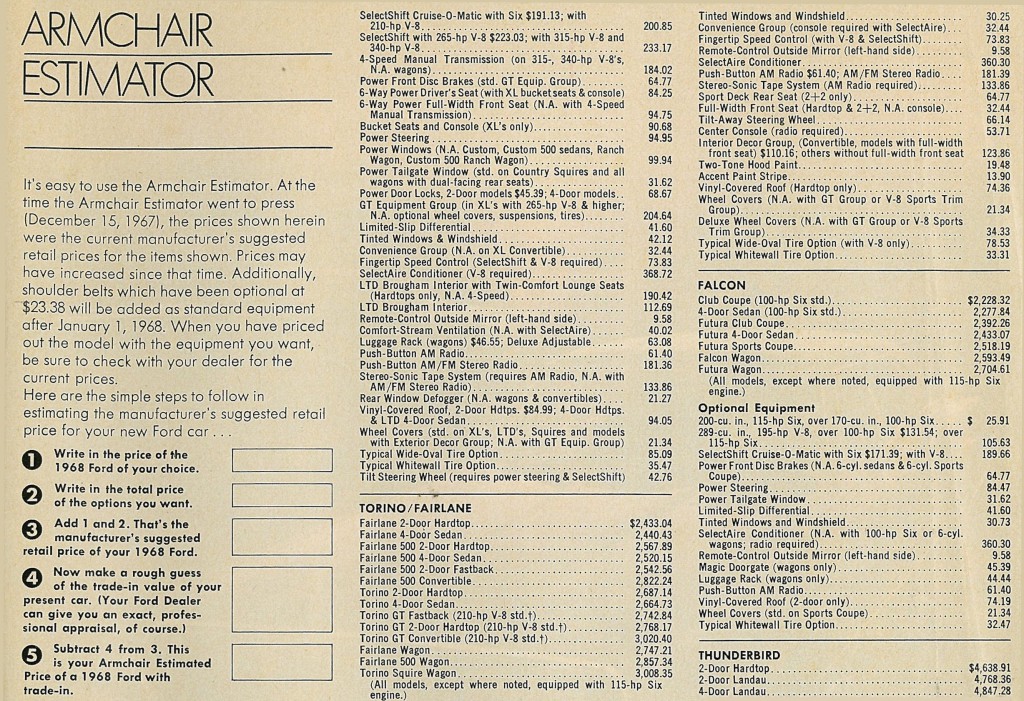 ARMCHAIR
ESTIMATOR
It's easy to use the Armchair Estimator. At the
time the Armchair Estimator went to press
(December 15, 1967), the prices shown herein
were the current manufacturer's suggested
retail prices for the items shown. Prices may
have increased since that time. Additionally,
shoulder belts which have been optional at
$23.38 will be added as standard equipment
after January 1, 1968. When you have priced
out the model with the equipment you want,
be sure to check with your dealer for the
current prices.
Here are the simple steps to follow in
estimating the manufacturer's suggested retail
price for your new Ford car . . .
1 Write in the price of the
1968 Ford of your choice.
2 Write in the total price
of the options you want.
3 Add 1 and 2. That's the
manufacturer's suggested
retail price of your 1968 Ford.
4 Now make a rough guess
of the trade-in value of your
present car. (Your Ford Dealer
can give you an exact, profes-
sional appraisal, of course.)
5 Subtract 4 from 3. This
is your Armchair Estimated
Price of a 1968 Ford with
trade-in.
SelectShift Cruise-O-Matic with Six $191.13; with
210-hp V-8 200.85
SelectShift with 265-hp V-8 $223.03; with 315-hp V-8 and
340-hp V-8 233.17
4-Speed Manual Transmission (on 315-, 340-hp V-8's,
N.A. wagons) 184.02
Power Front Disc Brakes (std. GT Equip. Group) 64.77
6-Way Power Driver's Seat (with XL bucket seats & console) 84.25
6-Way Power Full-Width Front Seat (N.A. with 4-Speed
Manual Transmission) 94.75
Bucket Seats and Console (XL's only) 90.68
Power Steering 94.95
Power Windows (N.A. Custom, Custom 500 sedans, Ranch
Wagon, Custom 500 Ranch Wagon) 99.94
Power Tailgate Window (std. on Country Squires and all
wagons with dual-facing rear seats) 31.62
Power Door Locks, 2-Door models $45.39; 4-Door models 68.67
GT Equipment Group (in XL's with 265-hp V-8 & higher;
N.A. optional wheel covers, suspensions, tires) 204.64
Limited-Slip Differential 41.60
Tinted Windows & Windshield 42.12
Convenience Group (N.A. on XL Convertible) 32.44
Fingertip Speed Control (SelectShift & V-8 required) 73.83
SelectAire Conditioner (V-8 required) 368.72
LTD Brougham Interior with Twin-Comfort Lounge Seats
(Hardtops only, N.A. 4-Speed) 190.42
LTD Brougham Interior 112.69
Remote-Control Outside Mirror (left-hand side) 9.58
Comfort-Stream Ventilation (N.A. with SelectAire) 40.02
Luggage Rack (wagons) $46.55; Deluxe Adjustable 63.08
Push-Button AM Radio 61.40
Push-Button AM/FM Stereo Radio 181.36
Stereo-Sonic Tape System (requires AM Radio, N.A. with
AM/FM Stereo Radio) 133.86
Rear Window Defogger (N.A. wagons & convertibles) 21.27
Vinyl-Covered Roof, 2-Door Hdtps. $84.99; 4-Door Hdtps.
& LTD 4-Door Sedan 94.05
Wheel Covers (std. on XL's, LTD's, Squires and models
with Exterior Decor Group; N.A. with GT Equip. Group) 21.34
Typical Wide-Oval Tire Option 85.09
Typical Whitewall Tire Option 35.47
Tilt Steering Wheel (requires power steering & SelectShift) 42.76
TORINO/FAIRLANE
Fairlane 2-Door Hardtop $2,433.04
Fairlane 4-Door Sedan 2,440.43
Fairlane 500 2-Door Hardtop 2,567.89
Fairlane 500 4-Door Sedan 2,520.15
Fairlane 500 2-Door Fastback 2,542.56
Fairlane 500 Convertible 2,822.24
Torino 2-Door Hardtop 2,687.14
Torino 4-Door Sedan 2,664.73
Torino GT Fastback (210-hp V-8 std.†) 2,742.84
Torino GT 2-Door Hardtop (210-hp V-8 std.†) 2,768.17
Torino GT Convertible (210-hp V-8 std.†) 3,020.40
Fairlane Wagon 2,747.21
Fairlane 500 Wagon 2,857.34
Torino Squire Wagon 3,008.35
(All models, except where noted, equipped with 115-hp Six
engine.)
Tinted Windows and Windshield 30.25
Convenience Group (console required with SelectAire) 32.44
Fingertip Speed Control (with V-8 & SelectShift) 73.83
Remote-Control Outside Mirror (left-hand side) 9.58
SelectAire Conditioner 360.30
Push-Button AM Radio $61.40; AM/FM Stereo Radio 181.39
Stereo-Sonic Tape System (AM Radio required) 133.86
Sport Deck Rear Seat (2+2 only) 64.77
Full-Width Front Seat (Hardtop & 2+2, N.A. console) 32.44
Tilt-Away Steering Wheel 66.14
Center Console (radio required) 53.71
Interior Decor Group, (Convertible, models with full-width
front seat) $110.16; others without full-width front seat 123.86
Two-Tone Hood Paint 19.48
Accent Paint Stripe 13.90
Vinyl-Covered Roof (Hardtop only) 74.36
Wheel Covers (N.A. with GT Group or V-8 Sports Trim
Group) 21.34
Deluxe Wheel Covers (N.A. with GT Group or V-8 Sports
Trim Group) 34.33
Typical Wide-Oval Tire Option (with V-8 only) 78.53
Typical Whitewall Tire Option 33.31
FALCON
Club Coupe (100-hp Six std.) $2,228.32
4-Door Sedan (100-hp Six std.) 2,277.84
Futura Club Coupe 2,392.26
Futura 4-Door Sedan 2,433.07
Futura Sports Coupe 2,518.19
Falcon Wagon 2,593.49
Futura Wagon 2,704.61
(All models, except where noted, equipped with 115-hp Six
engine.)
Optional Equipment
200-cu. in., 115-hp Six, over 170-cu. in., 100-hp Six $ 25.91
289-cu. in., 195-hp V-8, over 100-hp Six $131.54; over
115-hp Six 105.63
SelectShift Cruise-O-Matic with Six $171.39; with V-8 189.66
Power Front Disc Brakes (N.A. 6-cyl. sedans & 6-cyl. Sports
Coupe) 64.77
Power Steering 84.47
Power Tailgate Window 31.62
Limited-Slip Differential 41.60
Tinted Windows and Windshield 30.73
SelectAire Conditioner (N.A. with 100-hp Six or 6-cyl.
wagons; radio required) 360.30
Remote-Control Outside Mirror (left-hand side) 9.58
Magic Doorgate (wagons only) 45.39
Luggage Rack (wagons only) 44.44
Push-Button AM Radio 61.40
Vinyl-Covered Roof (2-door only) 74.19
Wheel Covers (std. on Sports Coupe) 21.34
Typical Whitewall Tire Option 32.47
THUNDERBIRD
2-Door Hardtop $4,638.91
2-Door Landau 4,768.36
4-Door Landau 4,847.28